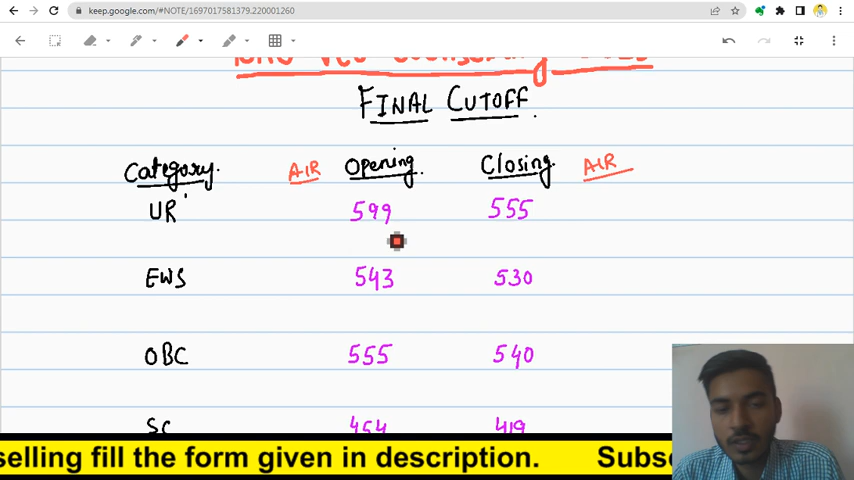 keep.google.com/#NOTE/1697017581379.220001260
FINAL CUTOFF.
Category. AIR Opening. Closing. AIR
UR 599 555
EWS 543 530
OBC 555 540
SC 454 419
selling fill the form given in description. Subs